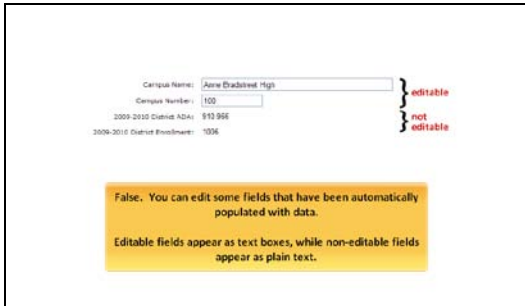 Campus Name: Anne Bradstreet High
Campus Number: 100
editable
2009-2010 District ADA: 910.966
2009-2010 District Enrollment: 1006
not
editable
False. You can edit some fields that have been automatically
populated with data.
Editable fields appear as text boxes, while non-editable fields
appear as plain text.